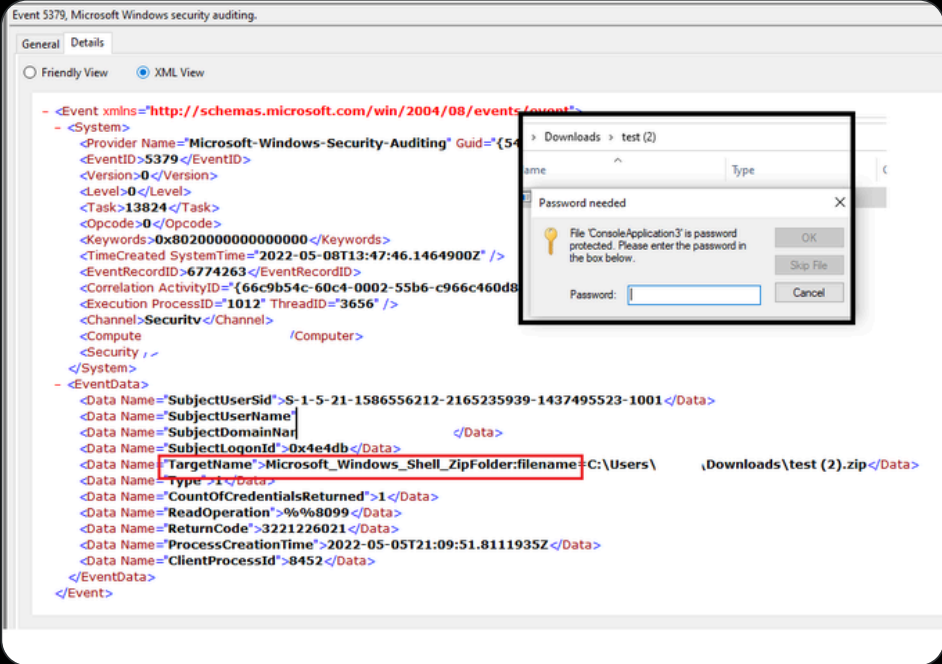 Event 5379, Microsoft Windows security auditing.
General Details
Friendly View XML View
- <Event xmlns="http://schemas.microsoft.com/win/2004/08/events/event">
- <System>
<Provider Name="Microsoft-Windows-Security-Auditing" Guid="{54
<EventID>5379</EventID>
<Version>0</Version>
<Level>0</Level>
<Task>13824</Task>
<Opcode>0</Opcode>
<Keywords>0x8020000000000000</Keywords>
<TimeCreated SystemTime="2022-05-08T13:47:46.1464900Z" />
<EventRecordID>6774263</EventRecordID>
<Correlation ActivityID="{66c9b54c-60c4-0002-55b6-c966c460d8
<Execution ProcessID="1012" ThreadID="3656" />
<Channel>Security</Channel>
<Compute /Computer>
<Security
</System>
- <EventData>
<Data Name="SubjectUserSid">S-1-5-21-1586556212-2165235939-1437495523-1001</Data>
<Data Name="SubjectUserName"
<Data Name="SubjectDomainNar </Data>
<Data Name="SubjectLogonId">0x4e4db</Data>
<Data Name="TargetName">Microsoft_Windows_Shell_ZipFolder:filename=C:\Users\ \Downloads\test (2).zip</Data>
<Data Name="Type">1</Data>
<Data Name="CountOfCredentialsReturned">1</Data>
<Data Name="ReadOperation">%%8099</Data>
<Data Name="ReturnCode">3221226021</Data>
<Data Name="ProcessCreationTime">2022-05-05T21:09:51.8111935Z</Data>
<Data Name="ClientProcessId">8452</Data>
</EventData>
</Event>
> Downloads > test (2)
ame Type
Password needed
File 'ConsoleApplication3' is password
protected. Please enter the password in
the box below.
Password:
OK
Skip File
Cancel